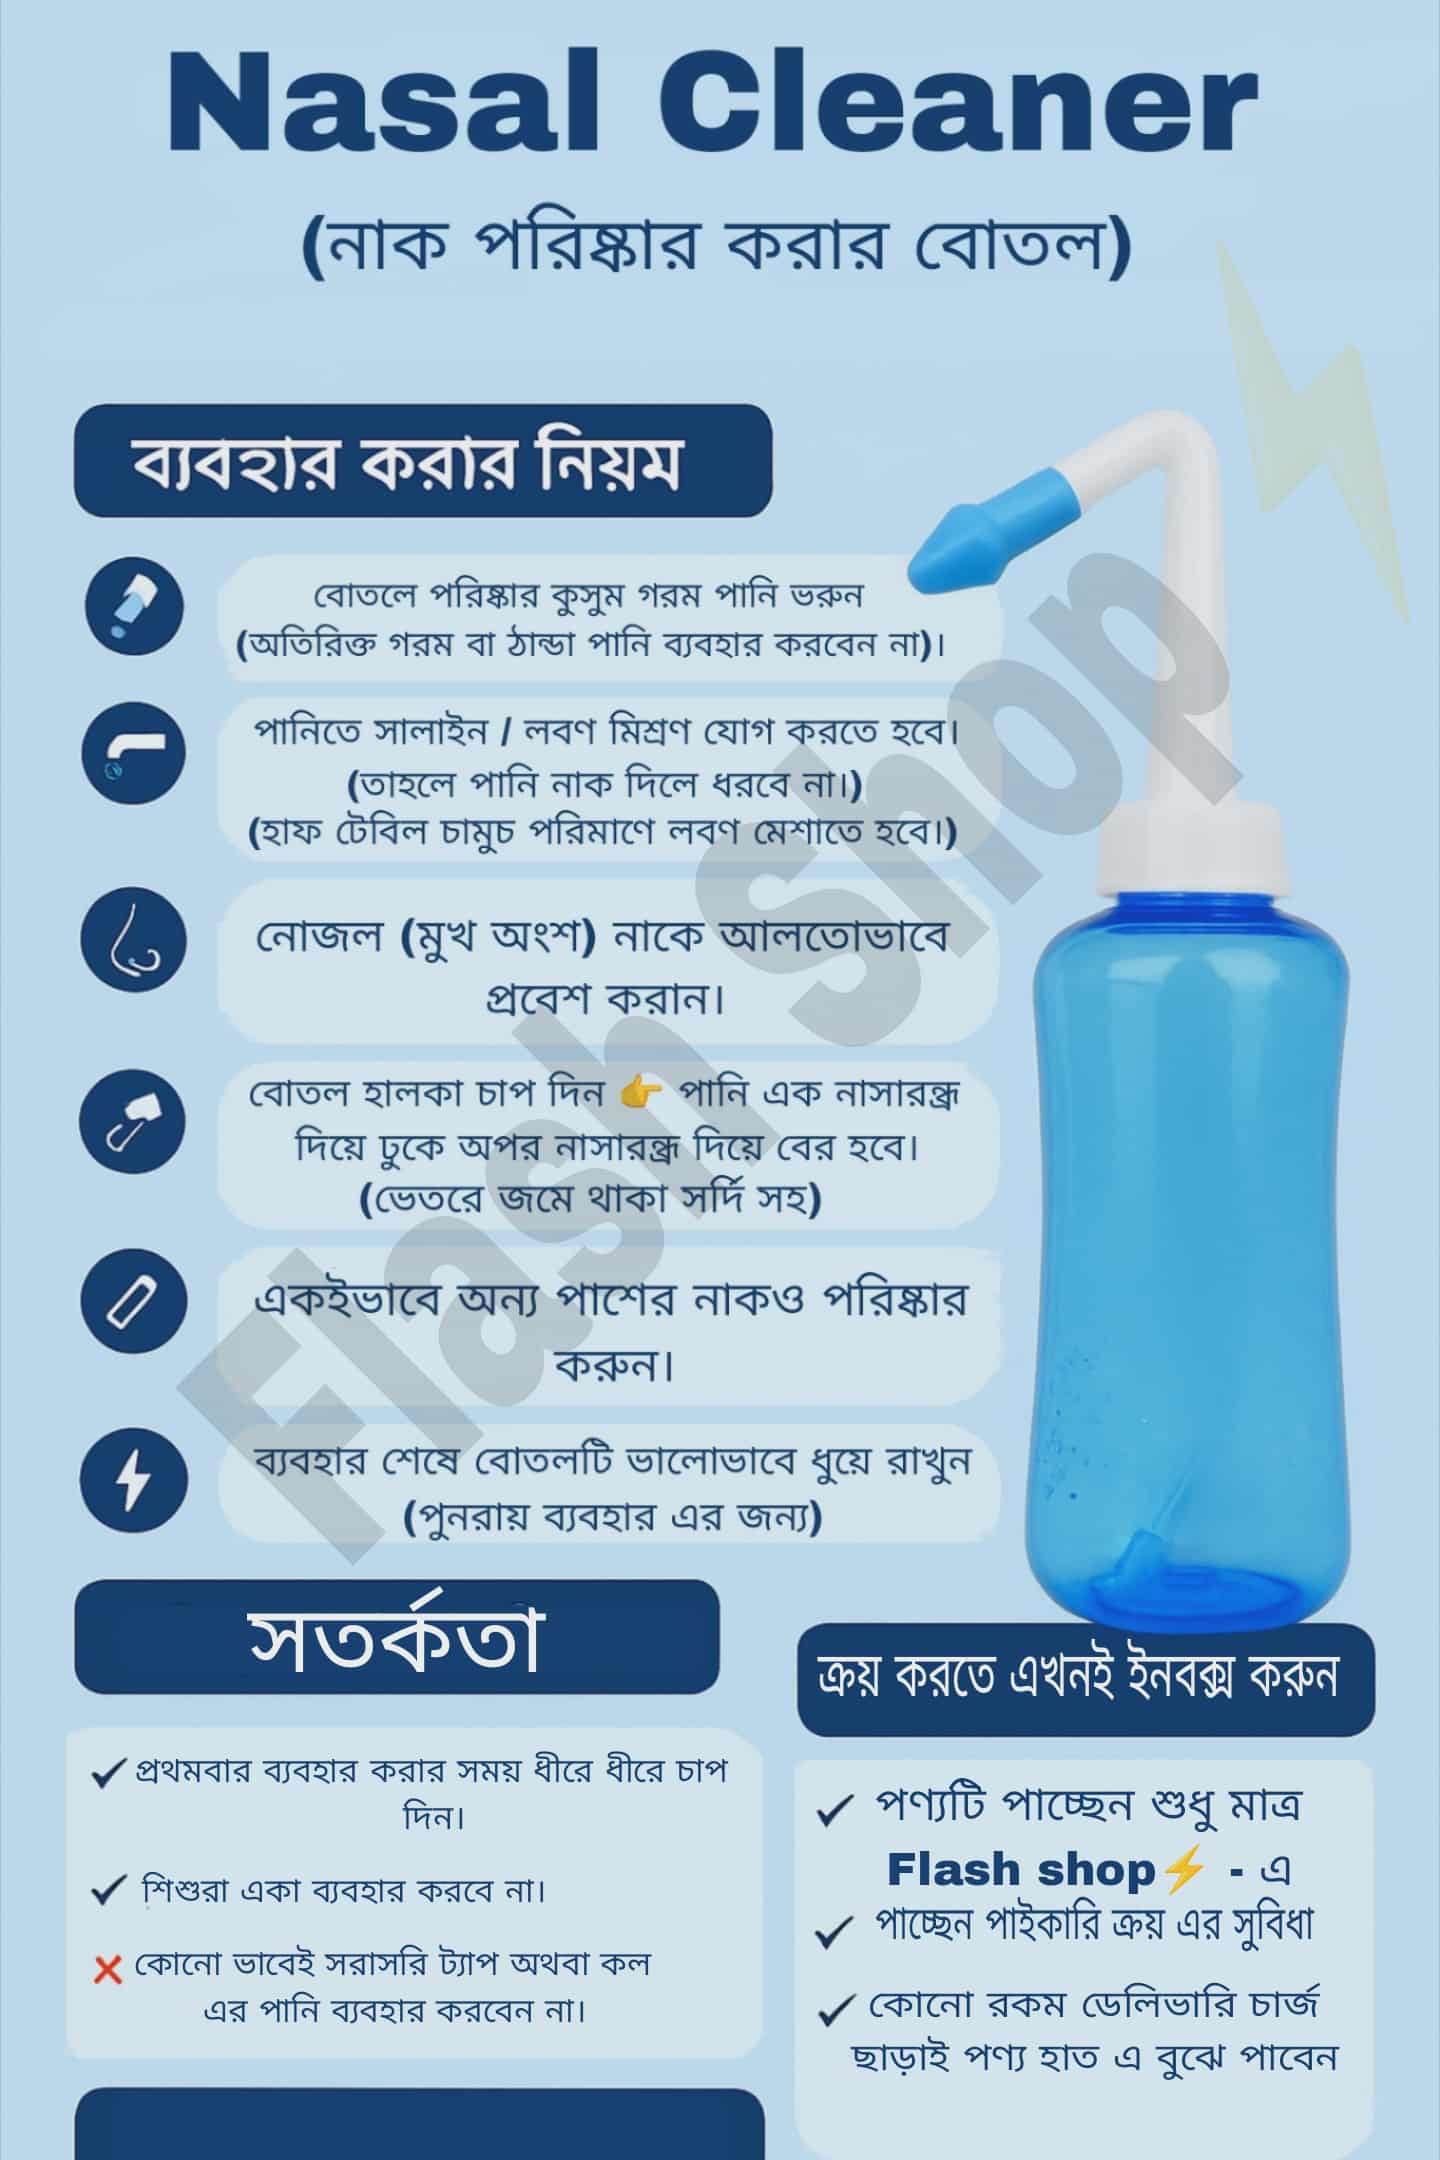 Nasal Cleaner
(নাক পরিষ্কার করার বোতল)
ব্যবহার করার নিয়ম
বোতলে পরিষ্কার কুসুম গরম পানি ভরুন
(অতিরিক্ত গরম বা ঠান্ডা পানি ব্যবহার করবেন না)।
পানিতে সালাইন / লবণ মিশ্রণ যোগ করতে হবে।
(তাহলে পানি নাক দিলে ধরবে না।)
(হাফ টেবিল চামুচ পরিমাণে লবণ মেশাতে হবে।)
নোজল (মুখ অংশ) নাকে আলতোভাবে
প্রবেশ করান।
বোতল হালকা চাপ দিন 👉 পানি এক নাসারন্ধ্র
দিয়ে ঢুকে অপর নাসারন্ধ্র দিয়ে বের হবে।
(ভেতরে জমে থাকা সর্দি সহ)
একইভাবে অন্য পাশের নাকও পরিষ্কার
করুন।
ব্যবহার শেষে বোতলটি ভালোভাবে ধুয়ে রাখুন
(পুনরায় ব্যবহার এর জন্য)
Flash Shop
সতর্কতা
✔ প্রথমবার ব্যবহার করার সময় ধীরে ধীরে চাপ
দিন।
✔ শিশুরা একা ব্যবহার করবে না।
❌ কোনো ভাবেই সরাসরি ট্যাপ অথবা কল
এর পানি ব্যবহার করবেন না।
ক্রয় করতে এখনই ইনবক্স করুন
✔ পণ্যটি পাচ্ছেন শুধু মাত্র
Flash shop⚡ - এ
✔ পাচ্ছেন পাইকারি ক্রয় এর সুবিধা
✔ কোনো রকম ডেলিভারি চার্জ
ছাড়াই পণ্য হাত এ বুঝে পাবেন